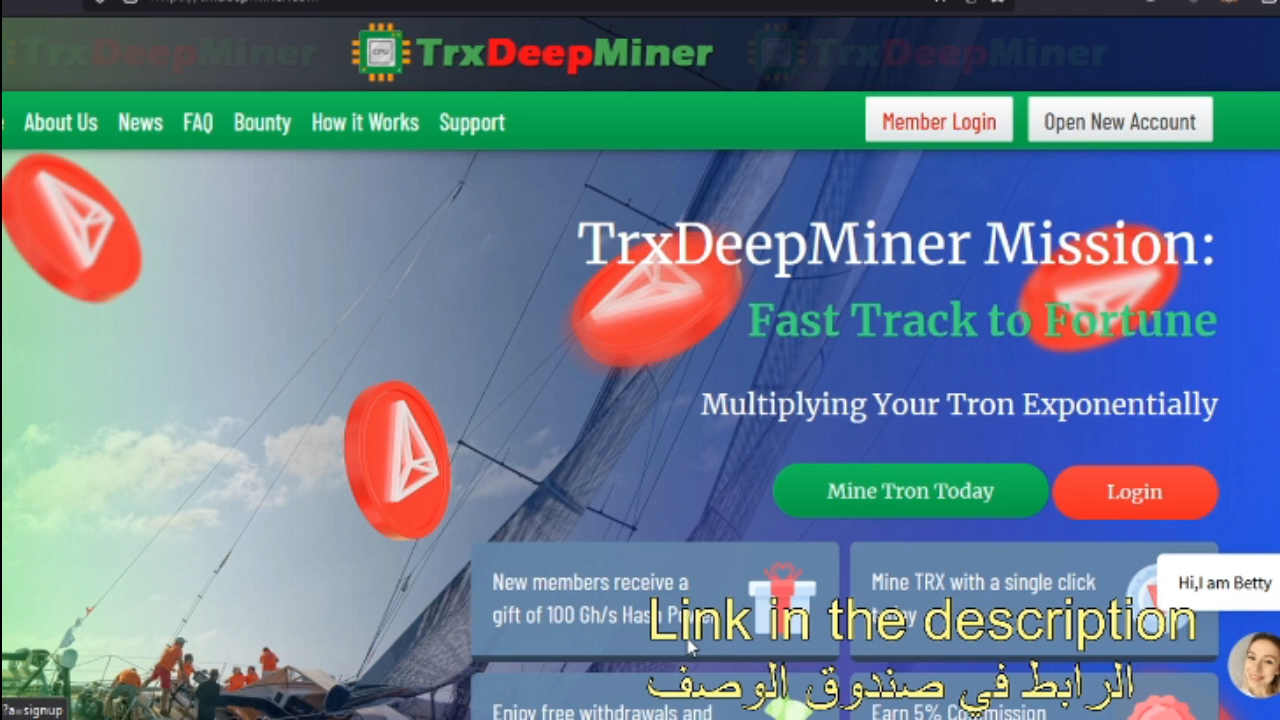 TrxDeepMiner
About Us
News
FAQ
Bounty
How it Works
Support
Member Login
Open New Account
TrxDeepMiner Mission:
Fast Track to Fortune
Multiplying Your Tron Exponentially
Mine Tron Today
Login
New members receive a
gift of 100 Gh/s Hash Power
Mine TRX with a single click
today
Hi,I am Betty
Link in the description
الرابط في صندوق الوصف
Enjoy free withdrawals and
Earn 5% Commission
?a=signup